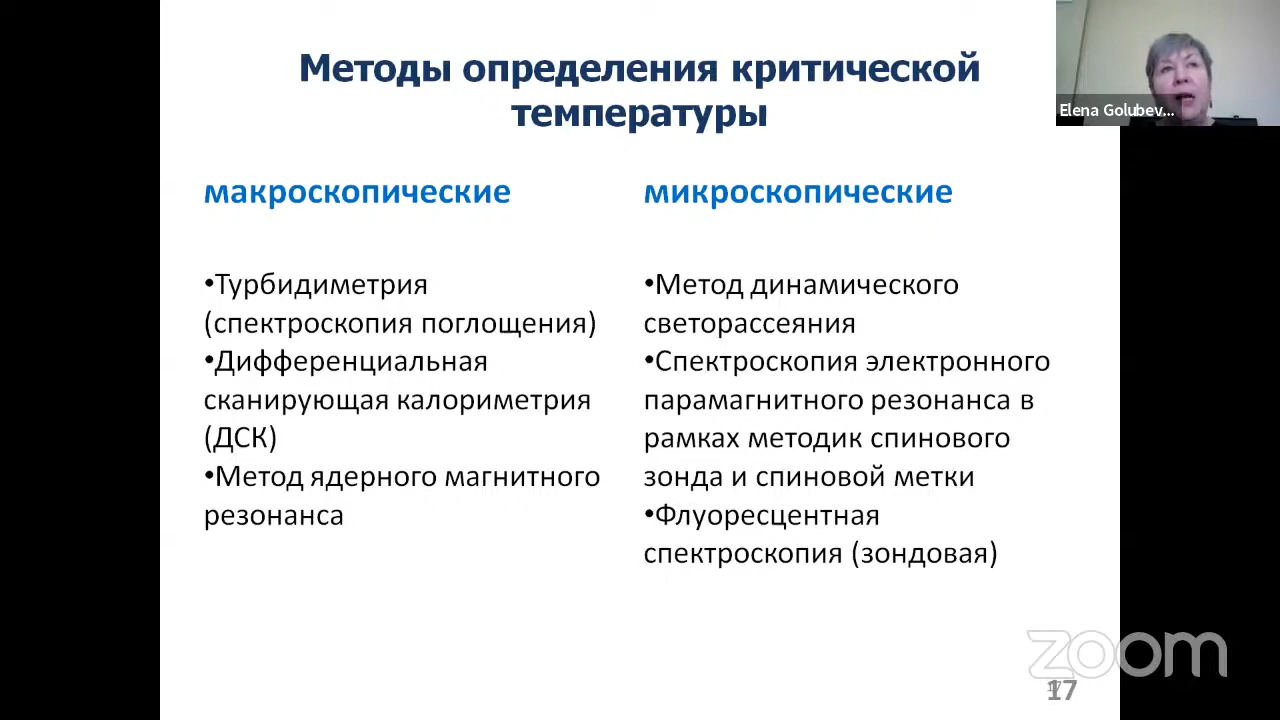 Методы определения критической
температуры
Elena Golubev...
макроскопические
•Турбидиметрия
(спектроскопия поглощения)
•Дифференциальная
сканирующая калориметрия
(ДСК)
•Метод ядерного магнитного
резонанса
микроскопические
•Метод динамического
светорассеяния
•Спектроскопия электронного
парамагнитного резонанса в
рамках методик спинового
зонда и спиновой метки
•Флуоресцентная
спектроскопия (зондовая)
zoom
17